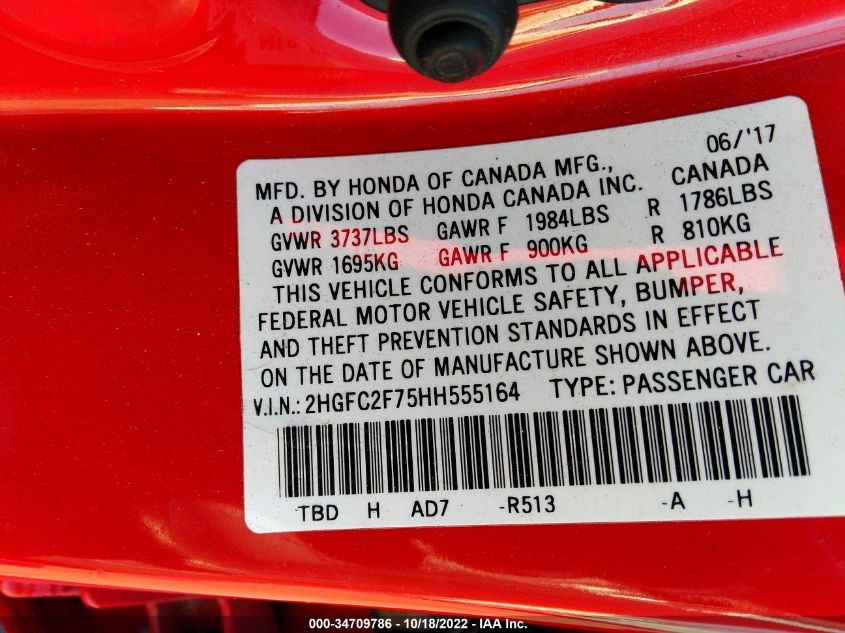 06/'17
MFD. BY HONDA OF CANADA MFG., CANADA
A DIVISION OF HONDA CANADA INC.
GVWR 3737LBS GAWR F 1984LBS R 1786LBS
GVWR 1695KG GAWR F 900KG R 810KG
THIS VEHICLE CONFORMS TO ALL APPLICABLE
FEDERAL MOTOR VEHICLE SAFETY, BUMPER,
AND THEFT PREVENTION STANDARDS IN EFFECT
ON THE DATE OF MANUFACTURE SHOWN ABOVE.
V.I.N.: 2HGFC2F75HH555164 TYPE: PASSENGER CAR
TBD H AD7 -R513 -A -H
000-34709786 - 10/18/2022 - IAA Inc.